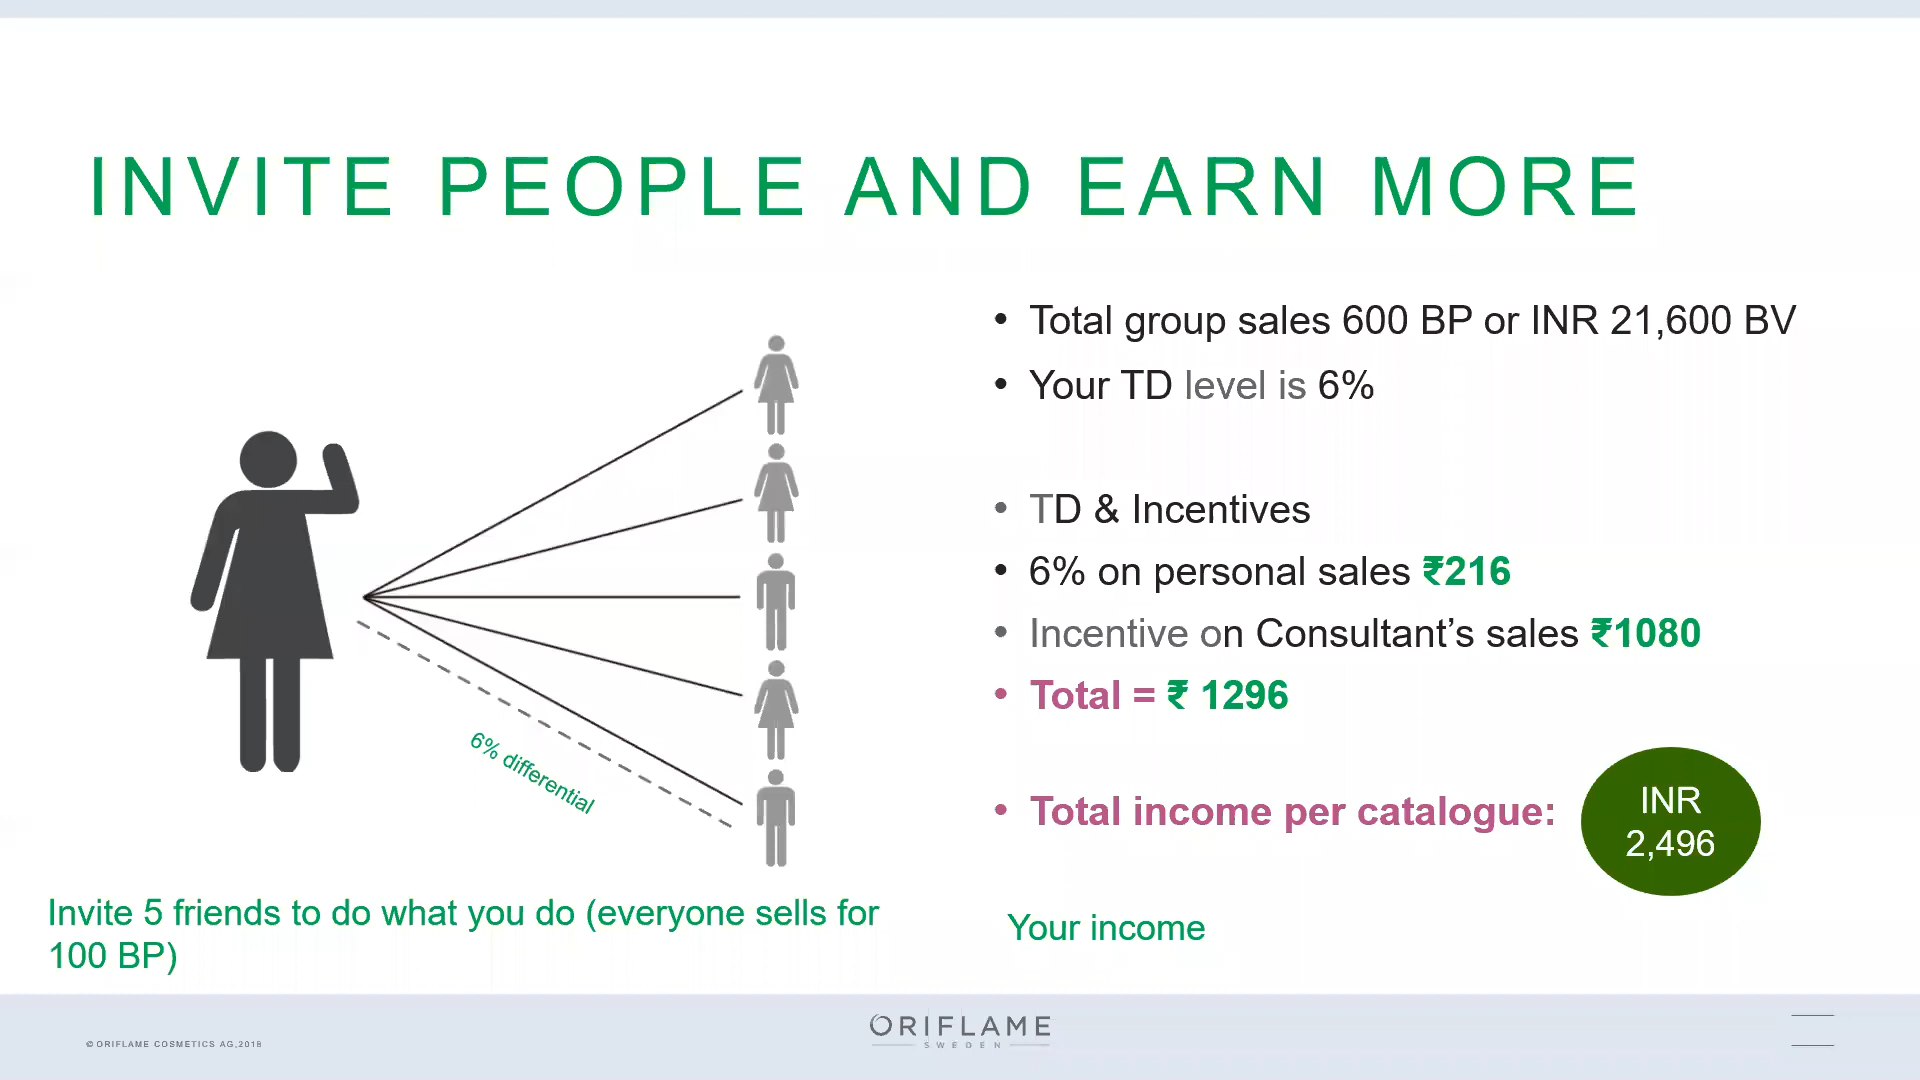 INVITE PEOPLE AND EARN MORE
• Total group sales 600 BP or INR 21,600 BV
• Your TD level is 6%
• TD & Incentives
• 6% on personal sales ₹216
• Incentive on Consultant’s sales ₹1080
• Total = ₹ 1296
• Total income per catalogue:
INR
2,496
6% differential
Invite 5 friends to do what you do (everyone sells for
100 BP)
Your income
© ORIFLAME COSMETICS AG,2018
ORIFLAME
SWEDEN